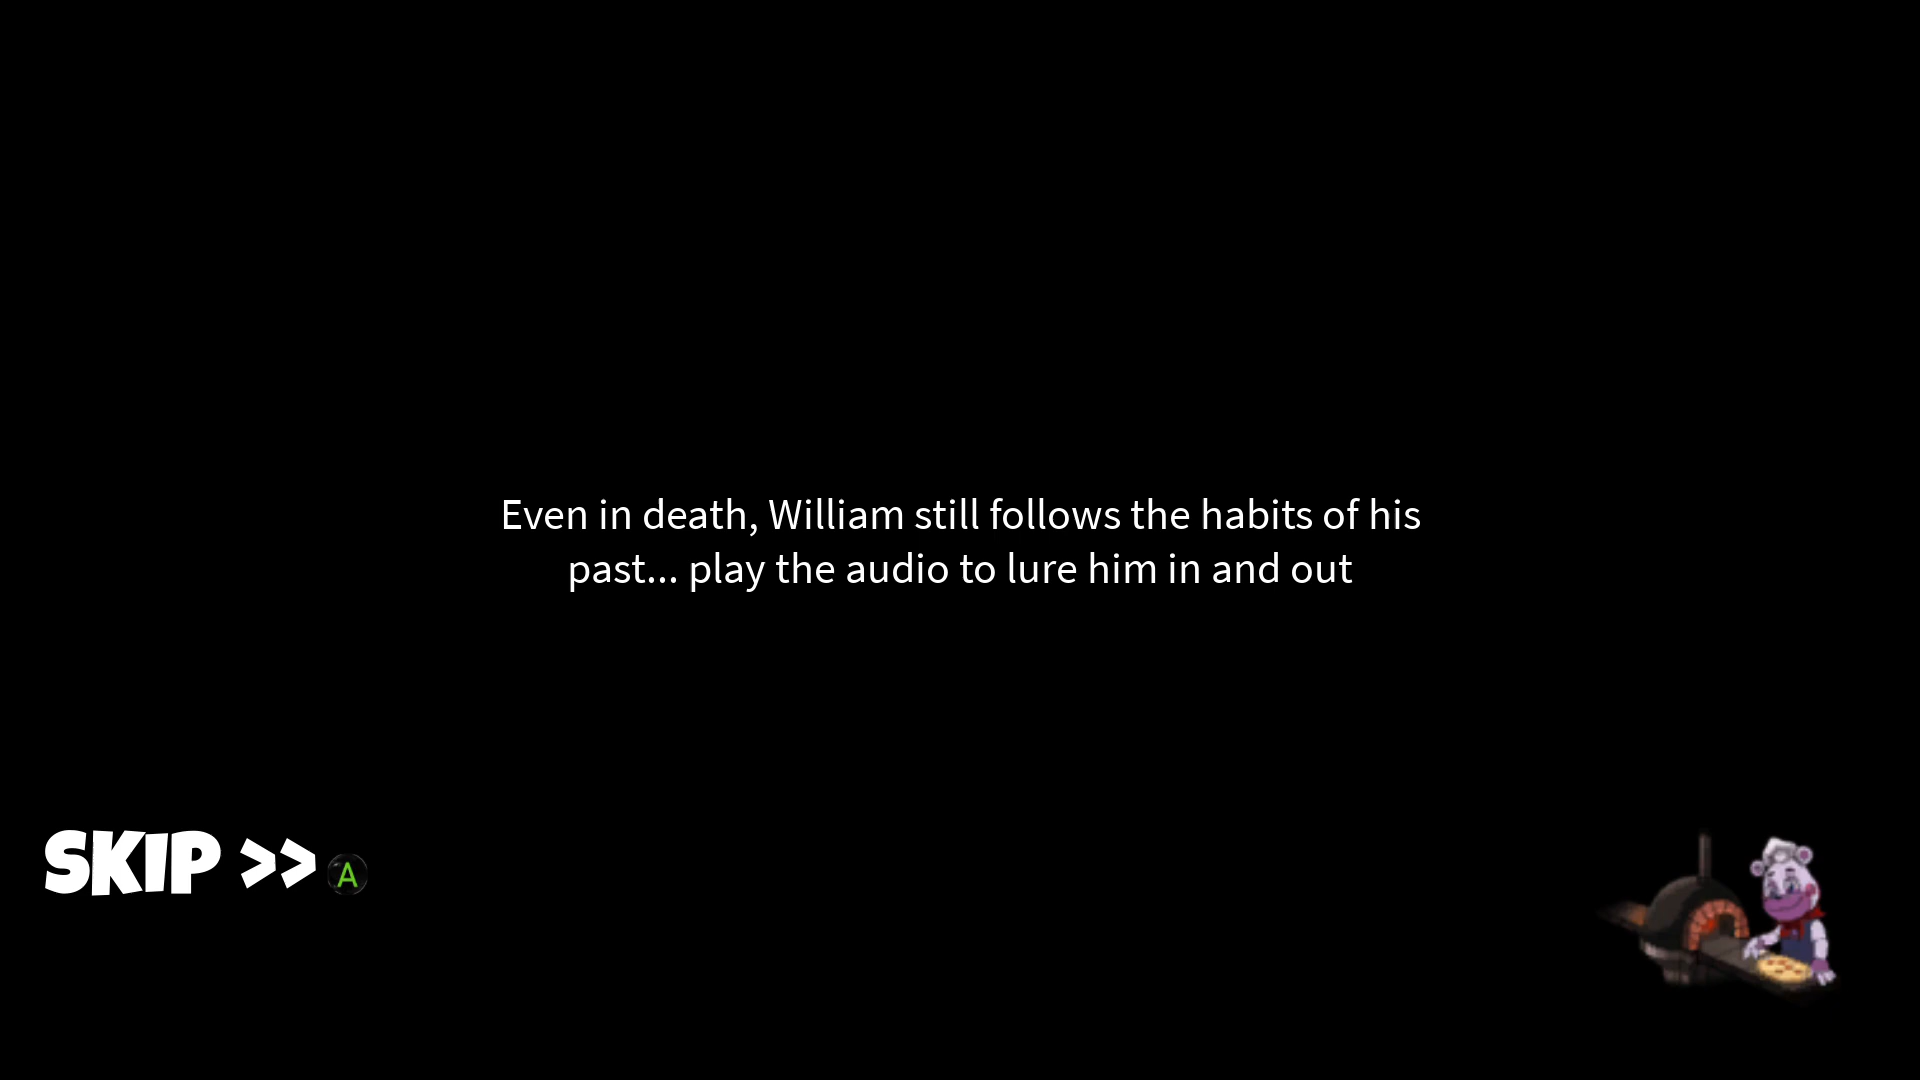 Even in death, William still follows the habits of his
past... play the audio to lure him in and out
SKIP >> A